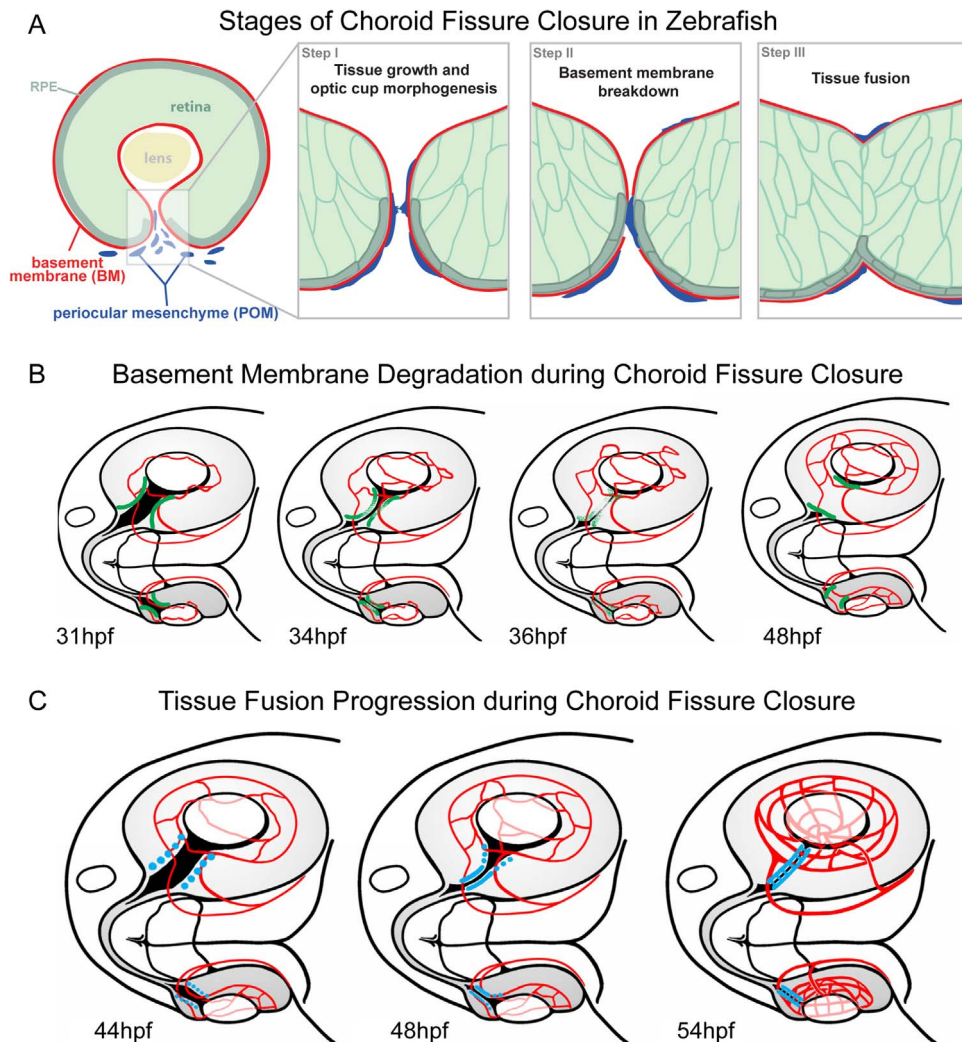 A
Stages of Choroid Fissure Closure in Zebrafish
RPE
retina
lens
basement
membrane (BM)
periocular mesenchyme (POM)
Step I
Tissue growth and
optic cup morphogenesis
Step II
Basement membrane
breakdown
Step III
Tissue fusion
B
Basement Membrane Degradation during Choroid Fissure Closure
31hpf
34hpf
36hpf
48hpf
C
Tissue Fusion Progression during Choroid Fissure Closure
44hpf
48hpf
54hpf